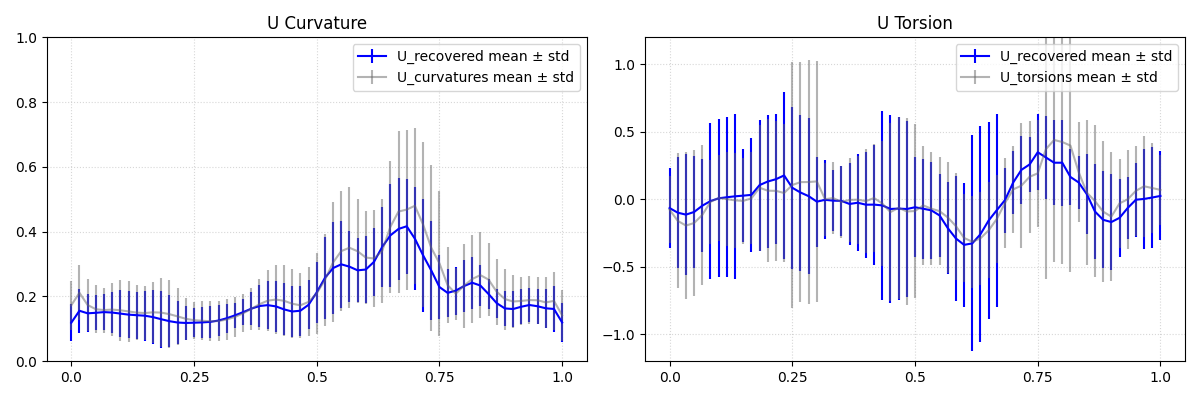 U Curvature
U_recovered mean ± std
U_curvatures mean ± std
1.0
0.8
0.6
0.4
0.2
0.0
0.0 0.25 0.5 0.75 1.0
U Torsion
U_recovered mean ± std
U_torsions mean ± std
1.0
0.5
0.0
−0.5
−1.0
0.0 0.25 0.5 0.75 1.0